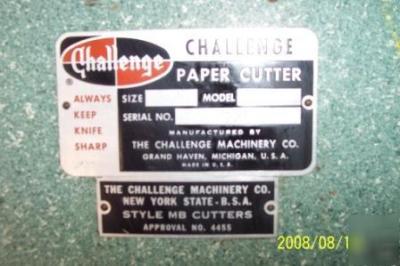 Challenge
CHALLENGE
PAPER CUTTER
ALWAYS
KEEP
KNIFE
SHARP
SIZE MODEL
SERIAL NO.
MANUFACTURED BY
THE CHALLENGE MACHINERY CO.
GRAND HAVEN, MICHIGAN, U.S.A.
MADE IN U.S.A.
THE CHALLENGE MACHINERY CO.
NEW YORK STATE - B.S.A.
STYLE MB CUTTERS
APPROVAL NO. 4455
2008/08/1